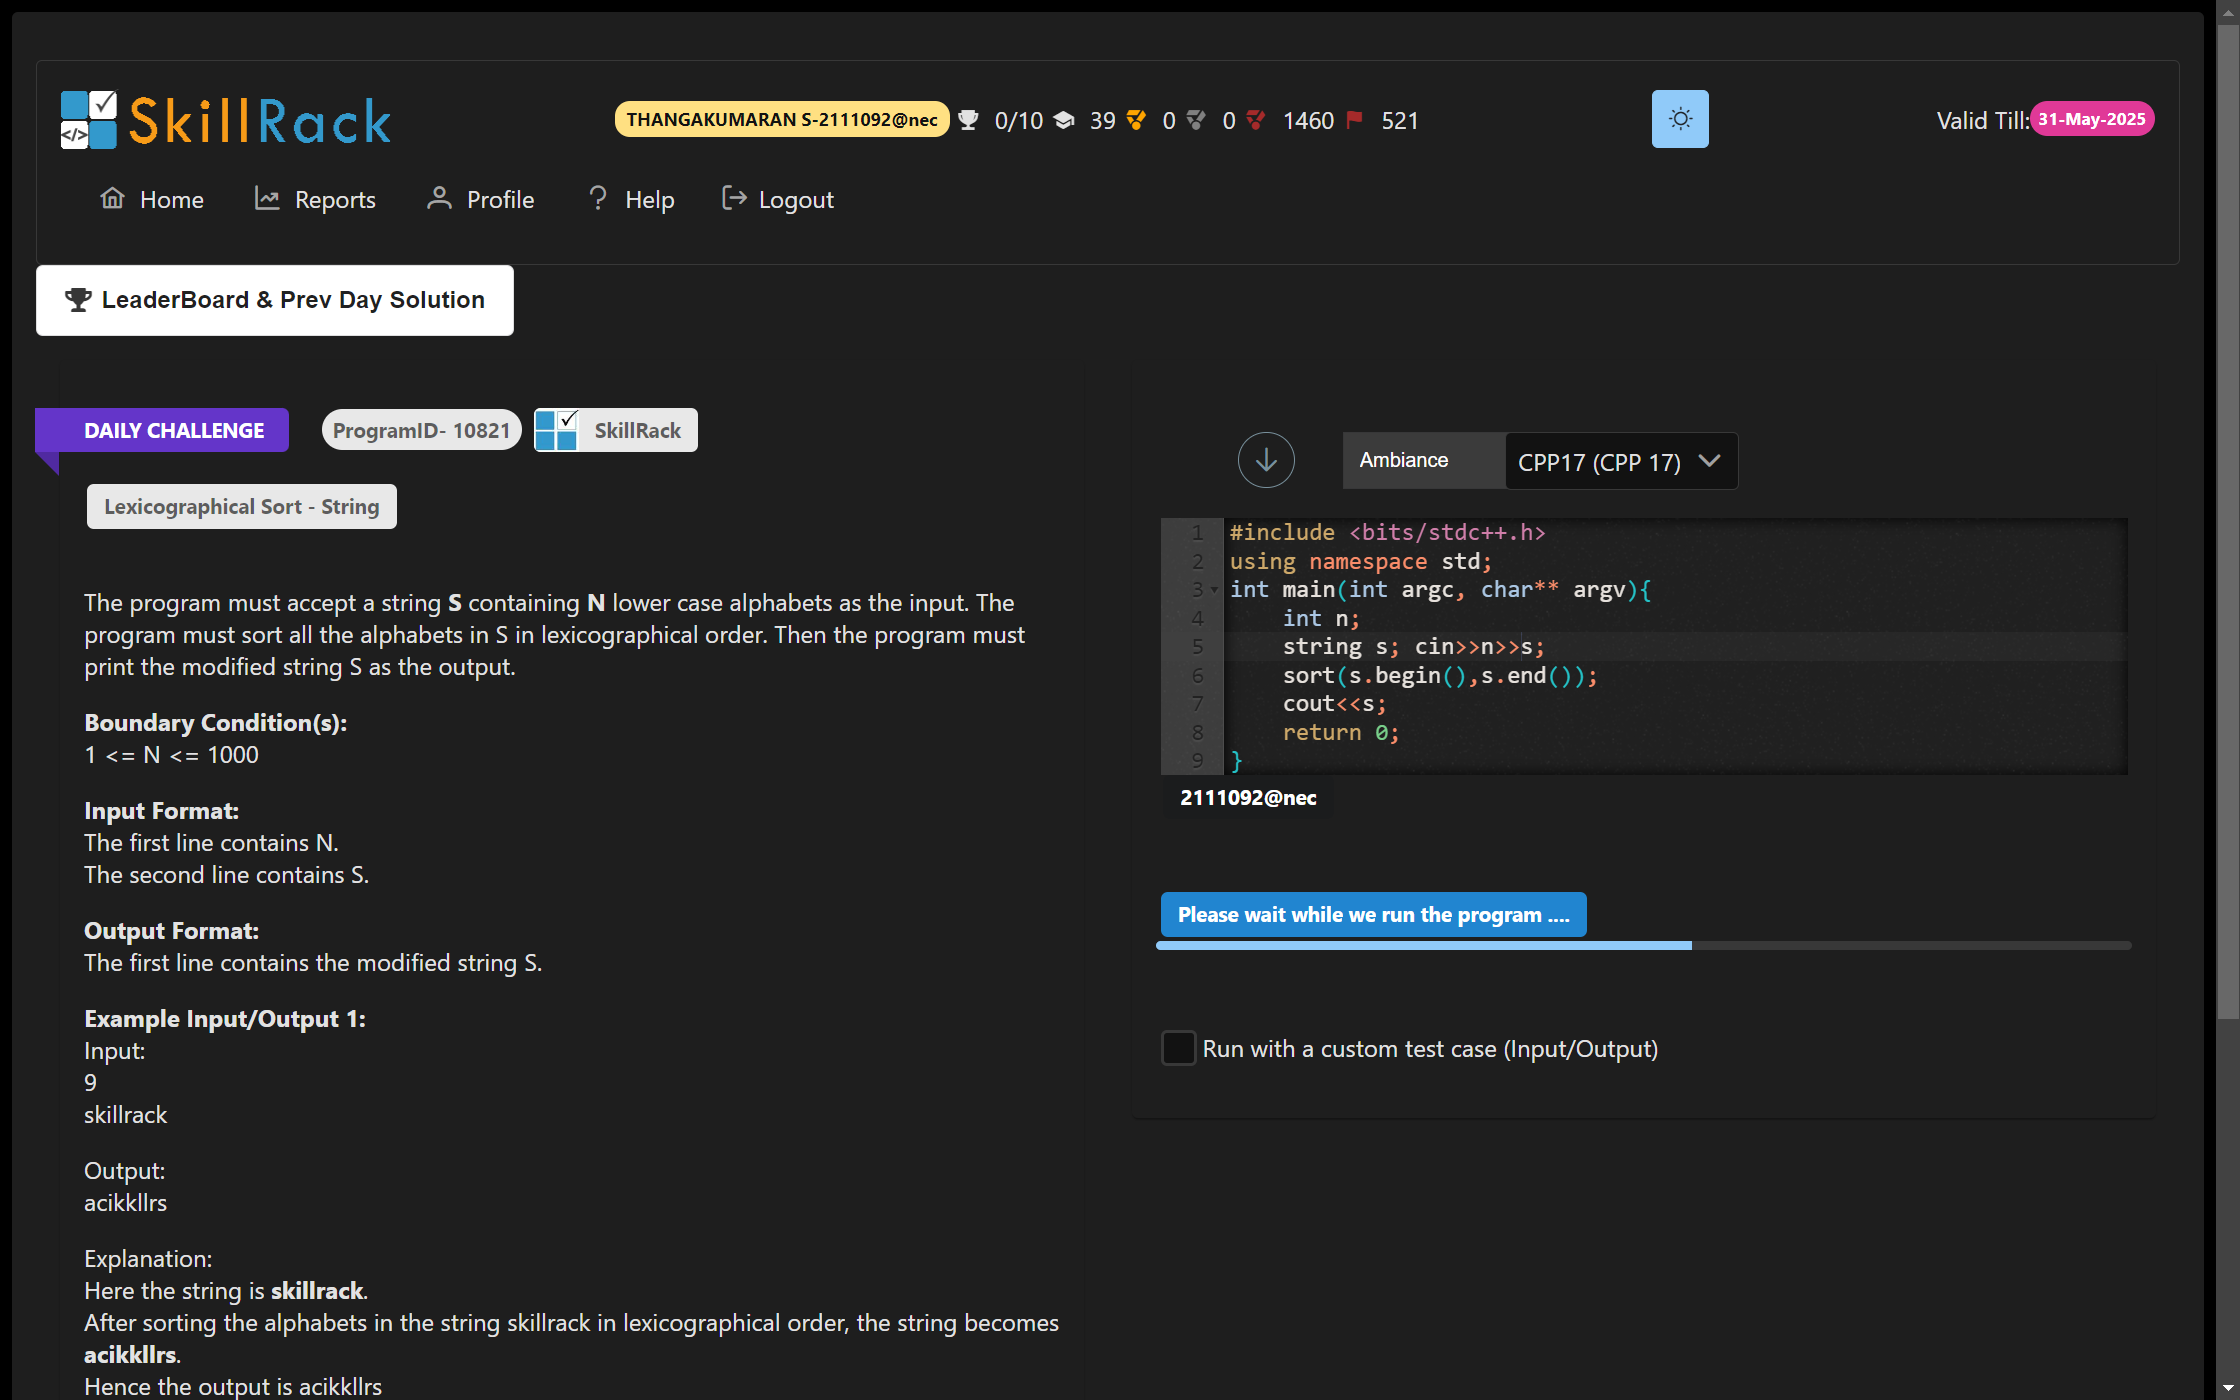 SkillRack
THANGAKUMARAN S-2111092@nec 0/10 39 0 0 1460 521
Valid Till: 31-May-2025
Home Reports Profile Help Logout
LeaderBoard & Prev Day Solution
DAILY CHALLENGE ProgramID- 10821 SkillRack
Lexicographical Sort - String
The program must accept a string S containing N lower case alphabets as the input. The
program must sort all the alphabets in S in lexicographical order. Then the program must
print the modified string S as the output.
Boundary Condition(s):
1 <= N <= 1000
Input Format:
The first line contains N.
The second line contains S.
Output Format:
The first line contains the modified string S.
Example Input/Output 1:
Input:
9
skillrack
Output:
acikkllrs
Explanation:
Here the string is skillrack.
After sorting the alphabets in the string skillrack in lexicographical order, the string becomes
acikkllrs.
Hence the output is acikkllrs
Ambiance CPP17 (CPP 17)
1 #include <bits/stdc++.h>
2 using namespace std;
3 int main(int argc, char** argv){
4 int n;
5 string s; cin>>n>>s;
6 sort(s.begin(),s.end());
7 cout<<s;
8 return 0;
9 }
2111092@nec
Please wait while we run the program ....
Run with a custom test case (Input/Output)